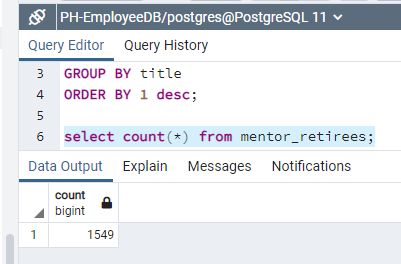 PH-EmployeeDB/postgres@PostgreSQL 11
Query Editor Query History
3 GROUP BY title
4 ORDER BY 1 desc;
5
6 select count(*) from mentor_retirees;
Data Output Explain Messages Notifications
count
bigint
1 1549